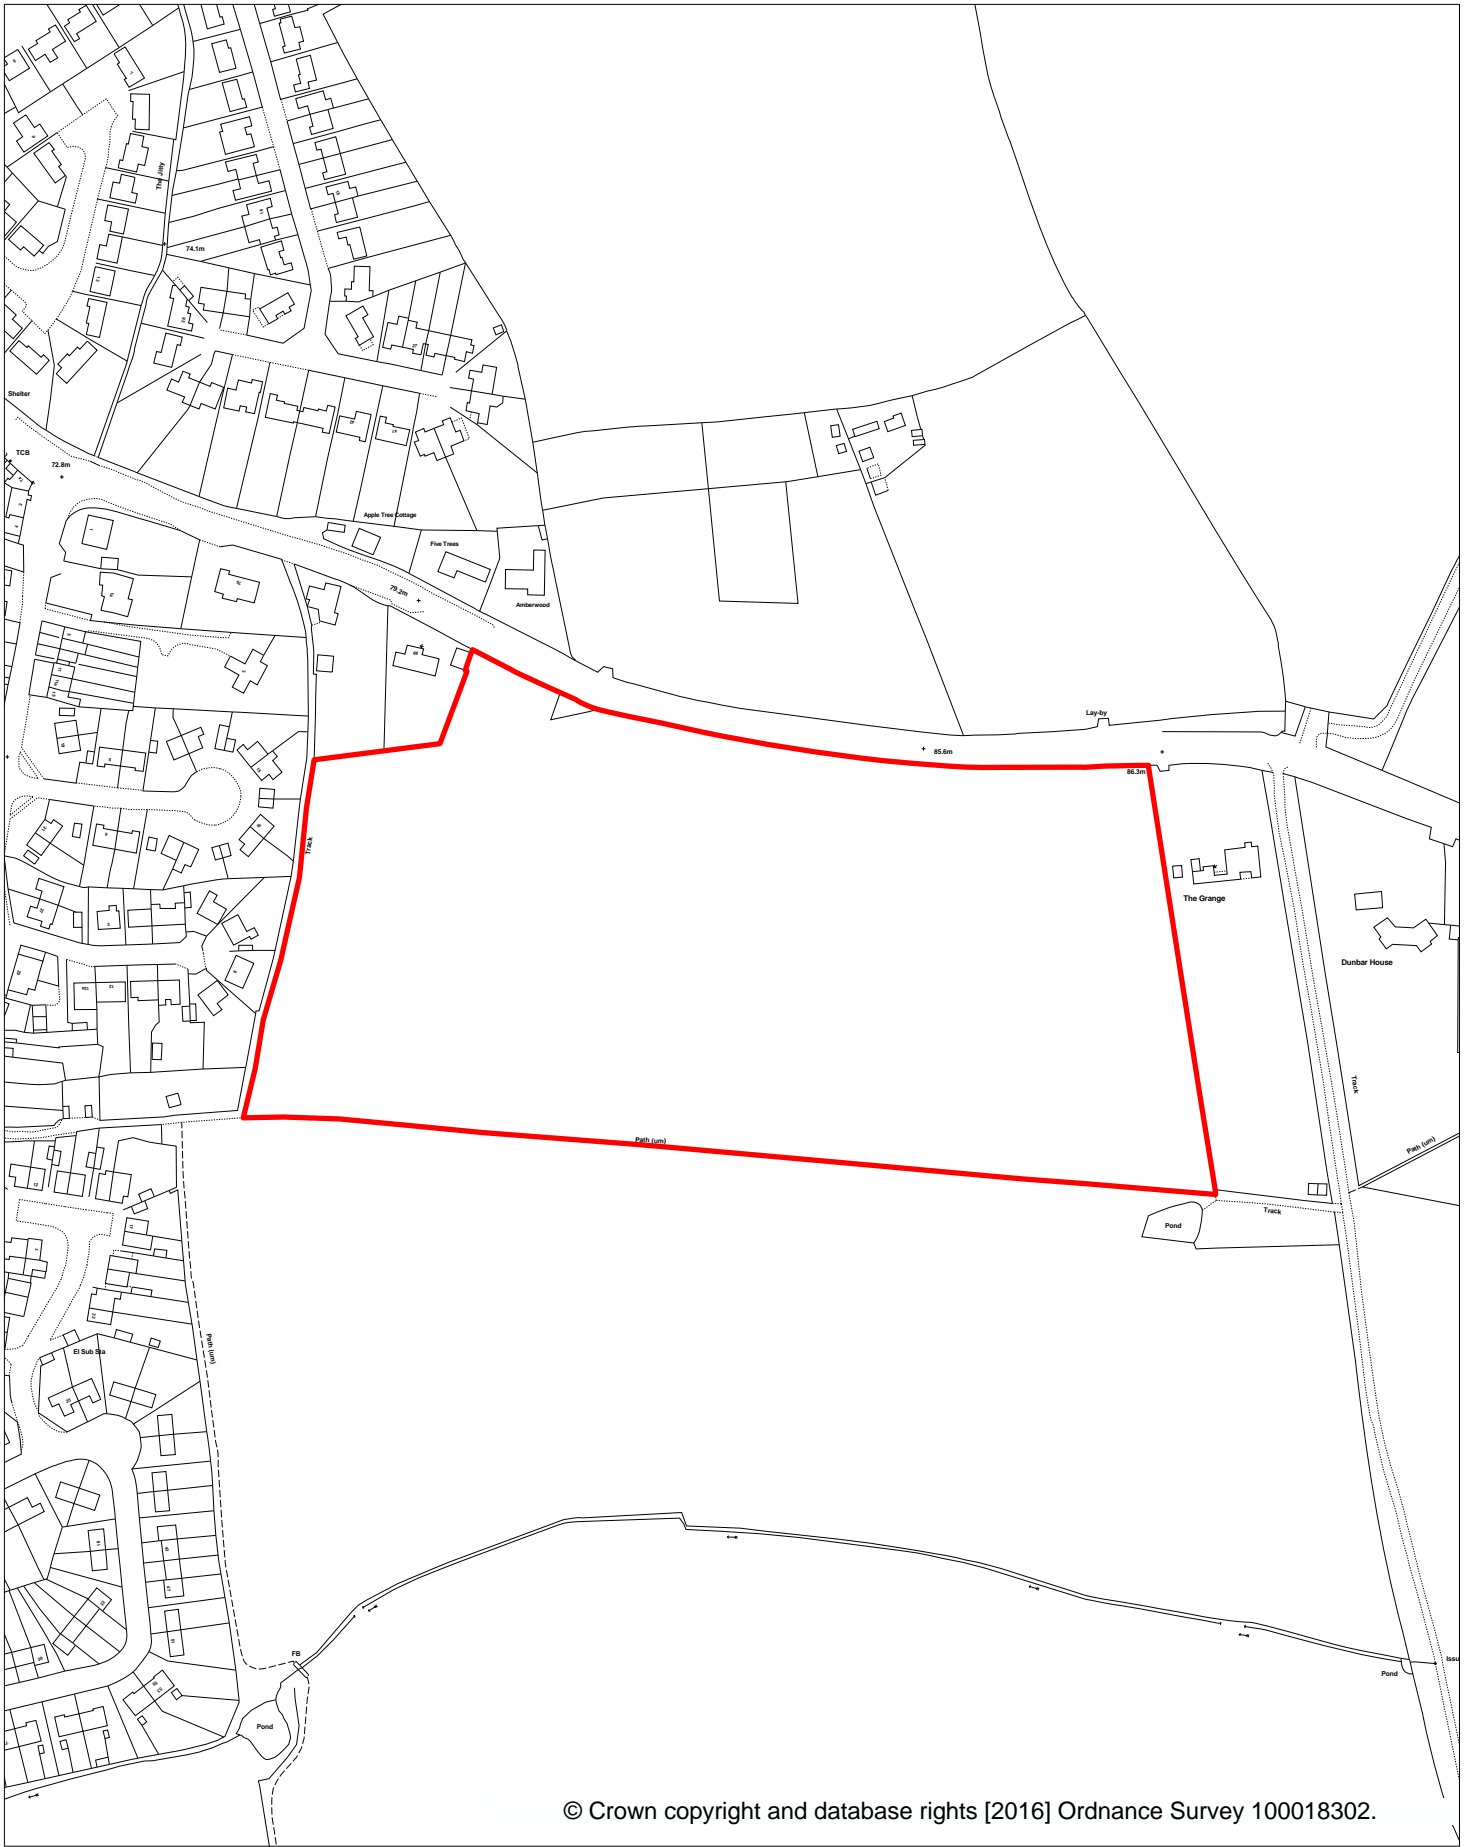 The Jitty
74.1m
Shelter
TCB
72.8m
Apple Tree Cottage
Five Trees
79.2m
Amberwood
Lay-by
85.6m
86.3m
Track
The Grange
Dunbar House
Track
Path (um)
Path (um)
Track
Pond
Path (um)
El Sub Sta
FB
Pond
Pond
Issu
© Crown copyright and database rights [2016] Ordnance Survey 100018302.